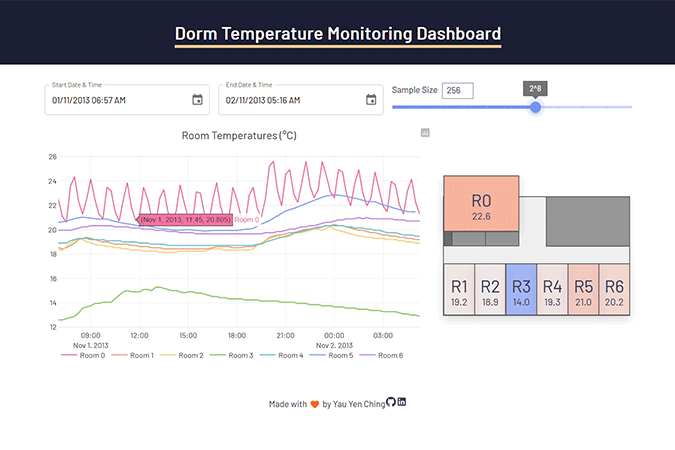 Dorm Temperature Monitoring Dashboard
Start Date & Time
01/11/2013 06:57 AM
End Date & Time
02/11/2013 05:16 AM
Sample Size 256
2^8
Room Temperatures (°C)
26
24
22
20
18
16
14
12
(Nov 1, 2013, 11:45, 20.805) Room 0
09:00 12:00 15:00 18:00 21:00 00:00 03:00
Nov 1, 2013 Nov 2, 2013
Room 0 Room 1 Room 2 Room 3 Room 4 Room 5 Room 6
R0
22.6
R1 R2 R3 R4 R5 R6
19.2 18.9 14.0 19.3 21.0 20.2
Made with by Yau Yen Ching